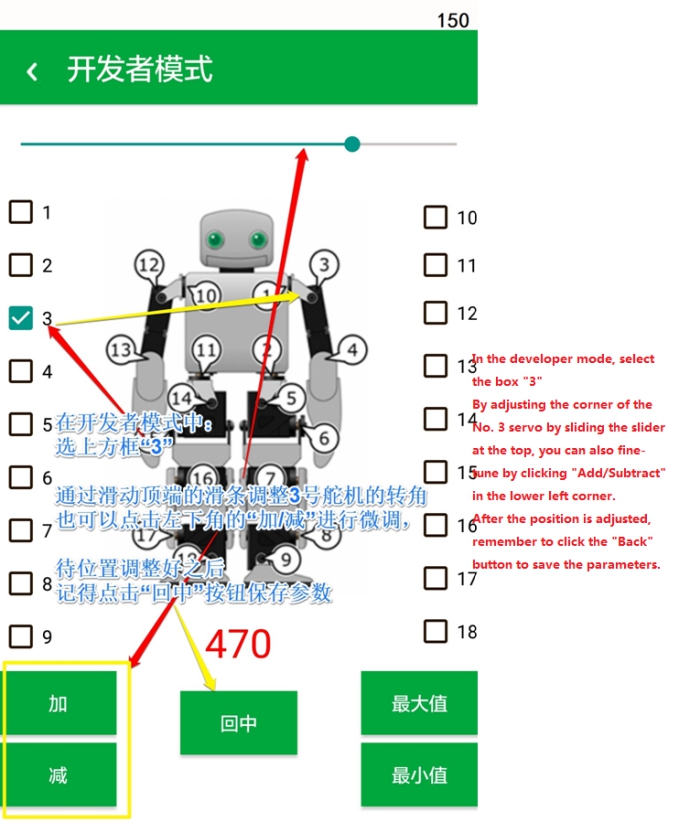 150
开发者模式
1
2
3
4
5
6
7
8
9
10
11
12
13
14
15
16
17
18
12
3
10
1
13
11
2
4
14
5
6
16
7
17
8
9
在开发者模式中：
选上方框“3”
通过滑动顶端的滑条调整3号舵机的转角
也可以点击左下角的“加/减”进行微调，
待位置调整好之后
记得点击“回中”按钮保存参数
In the developer mode, select
the box "3"
By adjusting the corner of the
No. 3 servo by sliding the slider
at the top, you can also fine-
tune by clicking "Add/Subtract"
in the lower left corner.
After the position is adjusted,
remember to click the "Back"
button to save the parameters.
470
加
减
回中
最大值
最小值